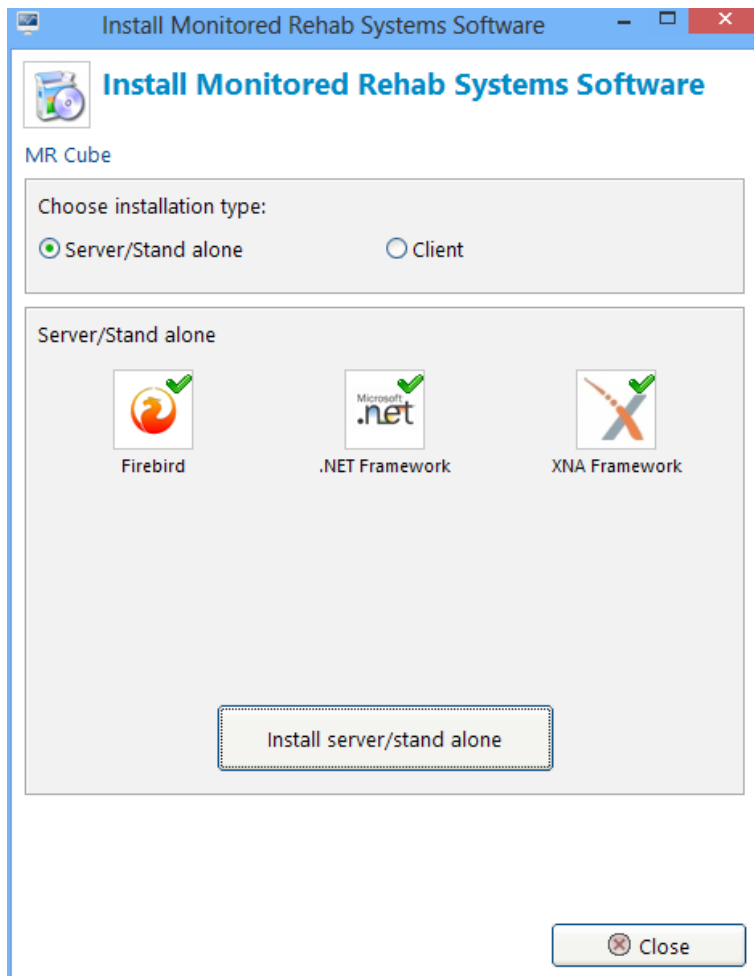 Install Monitored Rehab Systems Software
Install Monitored Rehab Systems Software
MR Cube
Choose installation type:
Server/Stand alone Client
Server/Stand alone
Microsoft
.net
Firebird .NET Framework XNA Framework
Install server/stand alone
Close